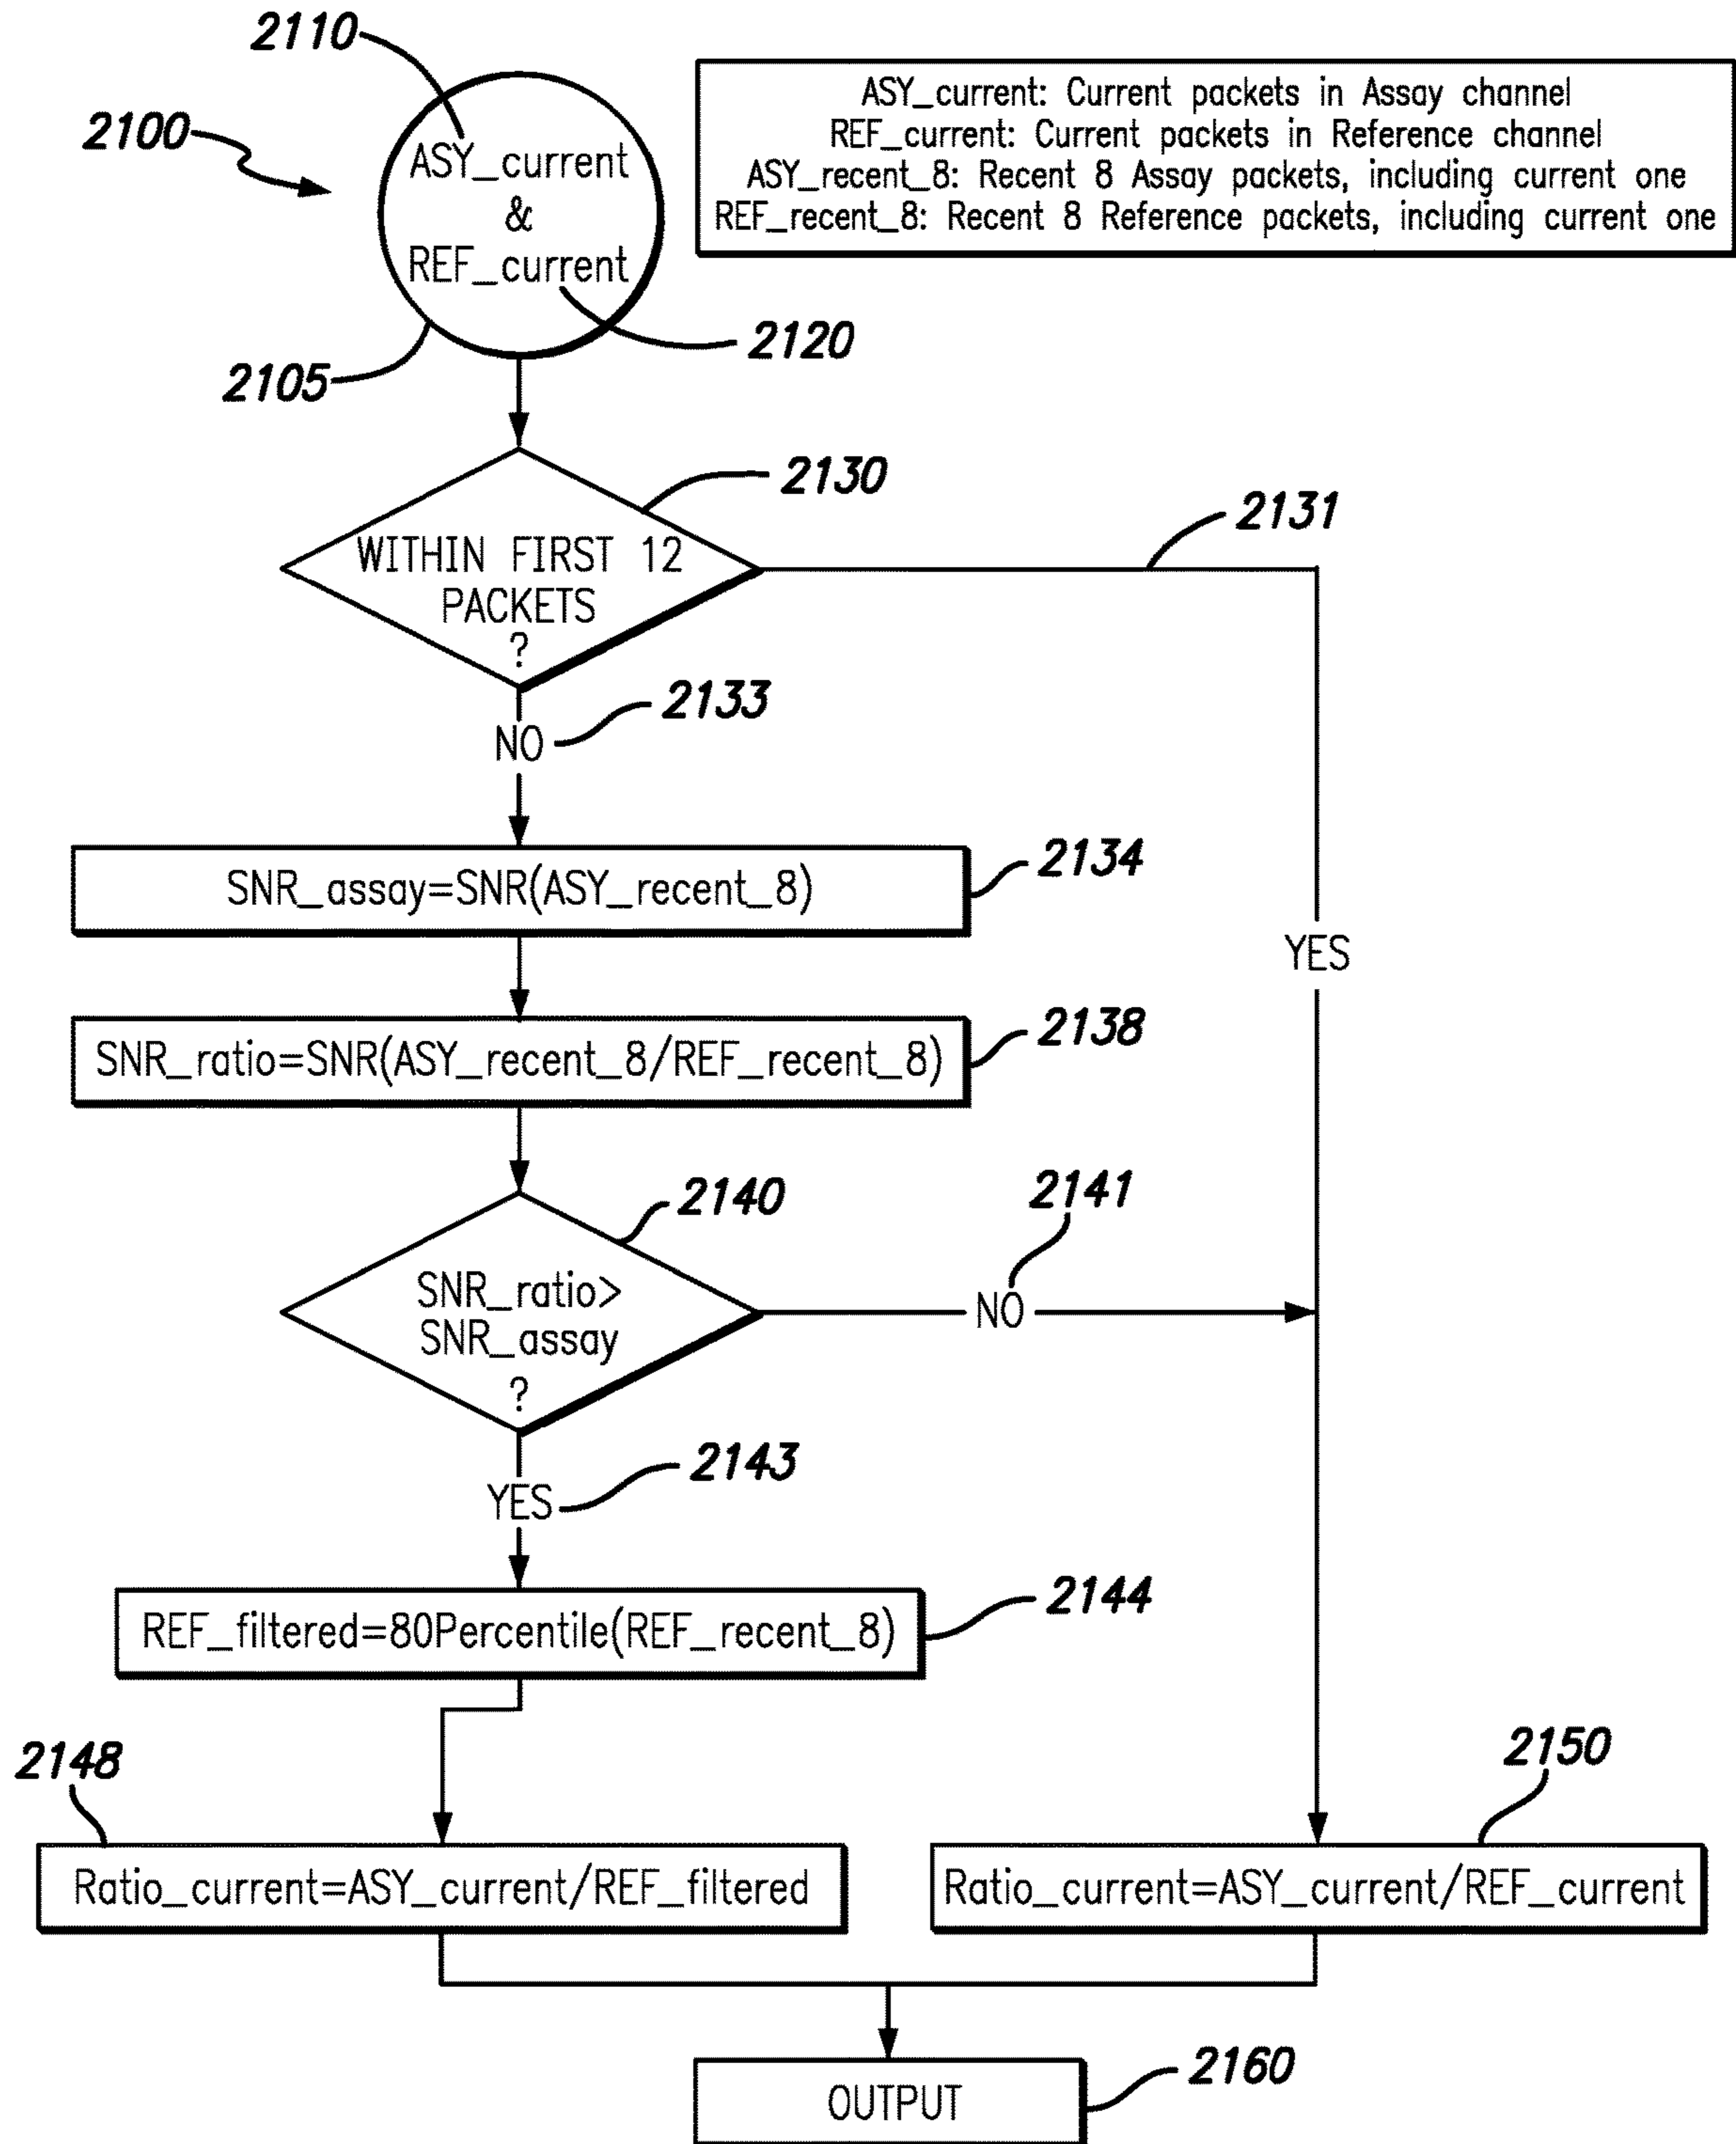 2110
2100
ASY_current
&
REF_current
2120
2105
ASY_current: Current packets in Assay channel
REF_current: Current packets in Reference channel
ASY_recent_8: Recent 8 Assay packets, including current one
REF_recent_8: Recent 8 Reference packets, including current one
2130
WITHIN FIRST 12
PACKETS
?
2131
2133
NO
YES
2134
SNR_assay=SNR(ASY_recent_8)
2138
SNR_ratio=SNR(ASY_recent_8/REF_recent_8)
2140
SNR_ratio>
SNR_assay
?
2141
NO
2143
YES
2144
REF_filtered=80Percentile(REF_recent_8)
2148
Ratio_current=ASY_current/REF_filtered
2150
Ratio_current=ASY_current/REF_current
OUTPUT
2160